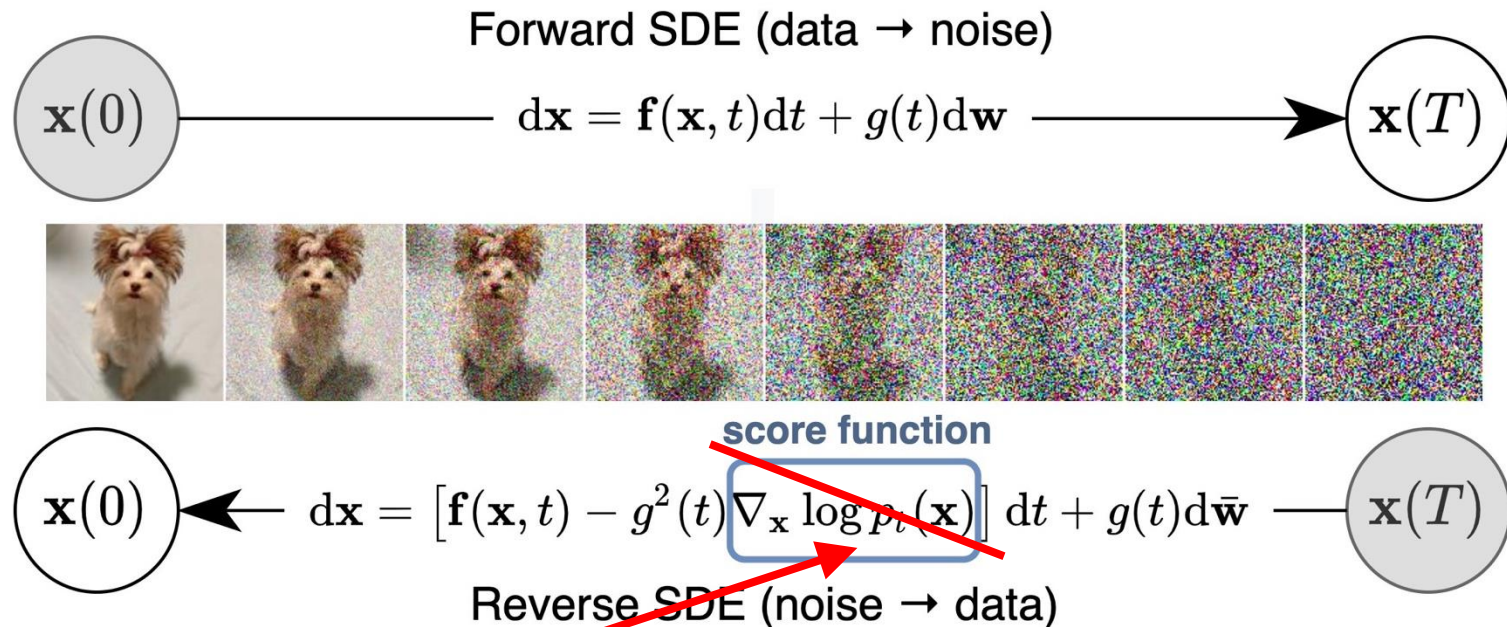 Forward SDE (data → noise)
x(0) dx = f(x, t)dt + g(t)dw x(T)
score function
x(0) dx = [f(x, t) − g²(t)∇ₓ log pₜ(x)] dt + g(t)dw̄ x(T)
Reverse SDE (noise → data)